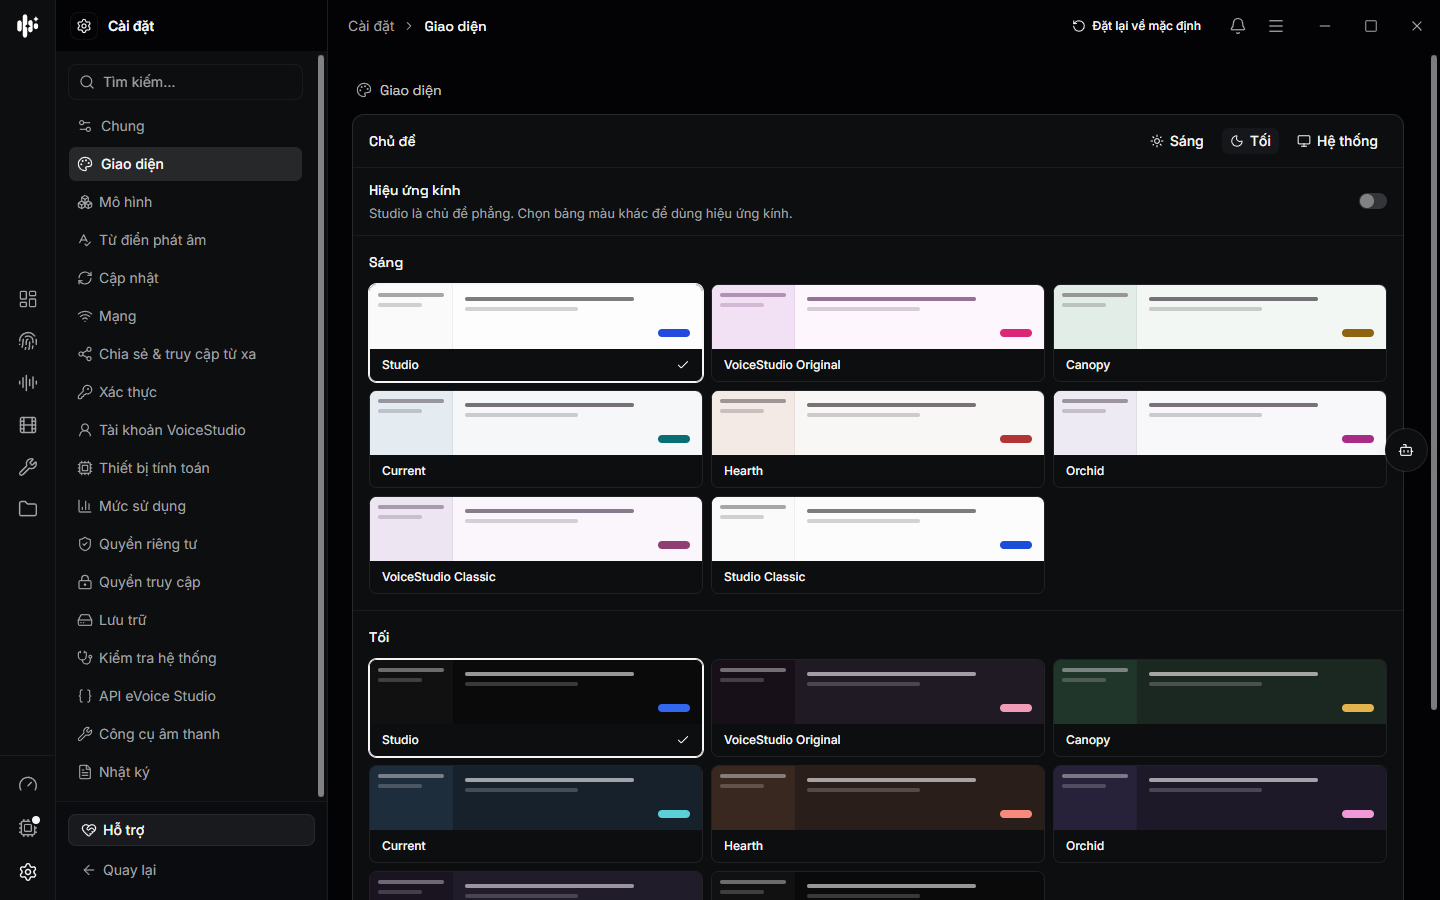 Cài đặt
Cài đặt > Giao diện
Đặt lại về mặc định
Tìm kiếm...
Chung
Giao diện
Mô hình
Từ điển phát âm
Cập nhật
Mạng
Chia sẻ & truy cập từ xa
Xác thực
Tài khoản VoiceStudio
Thiết bị tính toán
Mức sử dụng
Quyền riêng tư
Quyền truy cập
Lưu trữ
Kiểm tra hệ thống
API eVoice Studio
Công cụ âm thanh
Nhật ký
Hỗ trợ
Quay lại
Giao diện
Chủ đề
Sáng
Tối
Hệ thống
Hiệu ứng kính
Studio là chủ đề phẳng. Chọn bảng màu khác để dùng hiệu ứng kính.
Sáng
Studio
VoiceStudio Original
Canopy
Current
Hearth
Orchid
VoiceStudio Classic
Studio Classic
Tối
Studio
VoiceStudio Original
Canopy
Current
Hearth
Orchid